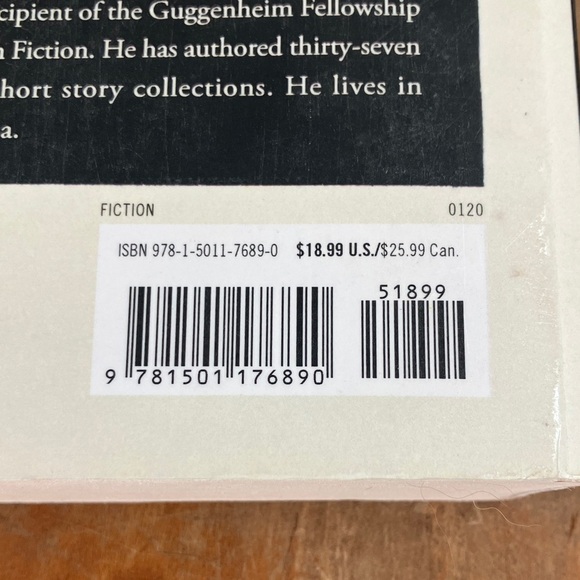 cipient of the Guggenheim Fellowship
Fiction. He has authored thirty-seven
hort story collections. He lives in
a.
FICTION 0120
ISBN 978-1-5011-7689-0 $18.99 U.S./$25.99 Can.
51899
9 781501 176890